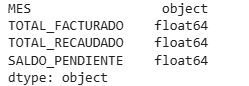 MES object
TOTAL_FACTURADO float64
TOTAL_RECAUDADO float64
SALDO_PENDIENTE float64
dtype: object